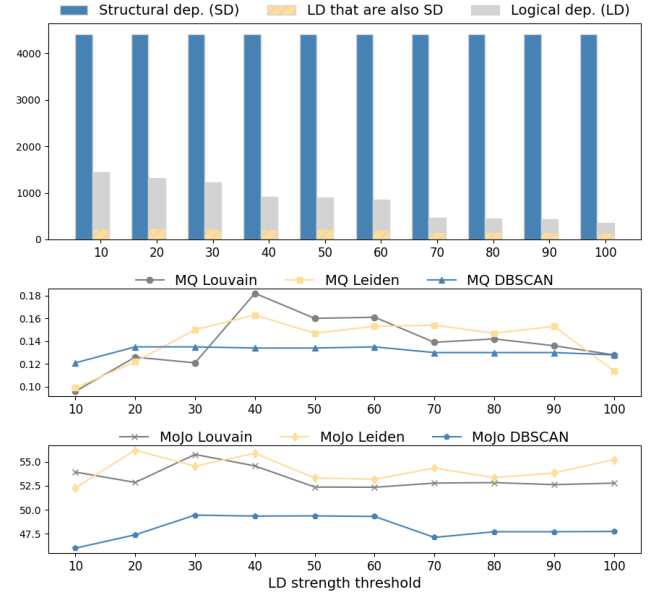 Structural dep. (SD) LD that are also SD Logical dep. (LD)
4000
3000
2000
1000
0
10 20 30 40 50 60 70 80 90 100
MQ Louvain MQ Leiden MQ DBSCAN
0.18
0.16
0.14
0.12
0.10
10 20 30 40 50 60 70 80 90 100
MoJo Louvain MoJo Leiden MoJo DBSCAN
55.0
52.5
50.0
47.5
10 20 30 40 50 60 70 80 90 100
LD strength threshold